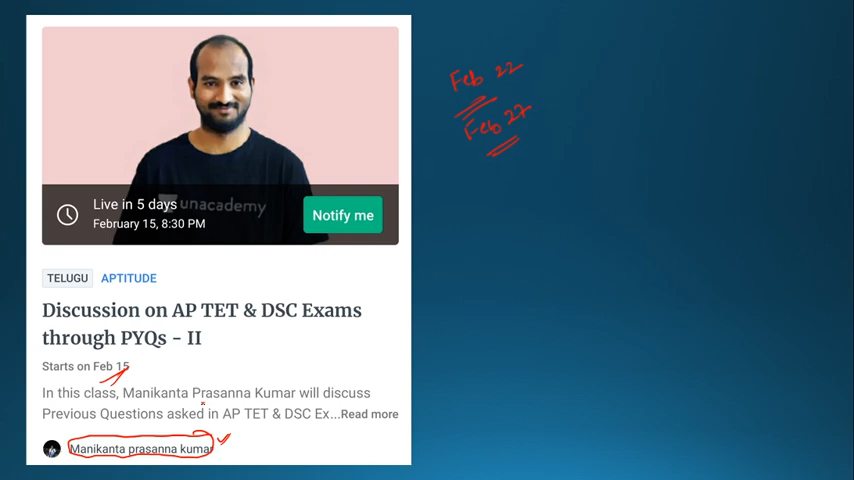 unacademy
Live in 5 days
February 15, 8:30 PM
Notify me
TELUGU APTITUDE
Discussion on AP TET & DSC Exams
through PYQs - II
Starts on Feb 15
In this class, Manikanta Prasanna Kumar will discuss
Previous Questions asked in AP TET & DSC Ex...Read more
Manikanta prasanna kumar
Feb 22
Feb 27